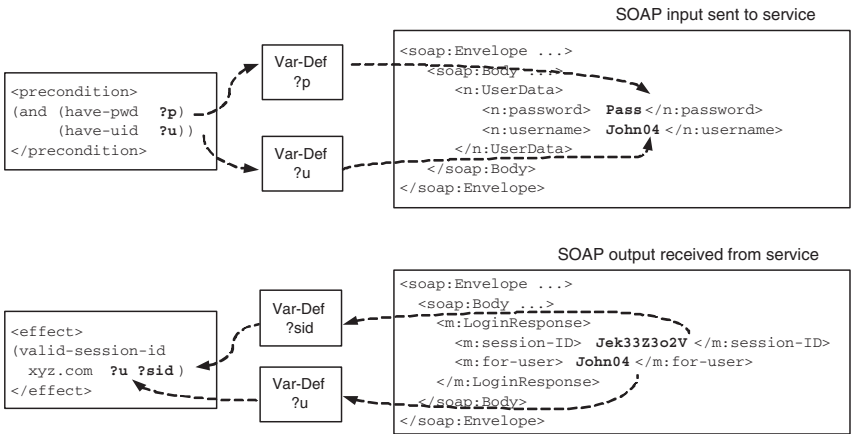 SOAP input sent to service
<precondition>
(and (have-pwd ?p)
(have-uid ?u))
</precondition>
Var-Def
?p
Var-Def
?u
<soap:Envelope ...>
<soap:Body ...>
<n:UserData>
<n:password> Pass</n:password>
<n:username> John04 </n:username>
</n:UserData>
</soap:Body>
</soap:Envelope>
SOAP output received from service
<effect>
(valid-session-id
xyz.com ?u ?sid)
</effect>
Var-Def
?sid
Var-Def
?u
<soap:Envelope ...>
<soap:Body ...>
<m:LoginResponse>
<m:session-ID> Jek33Z3o2V </m:session-ID>
<m:for-user> John04 </m:for-user>
</m:LoginResponse>
</soap:Body>
</soap:Envelope>